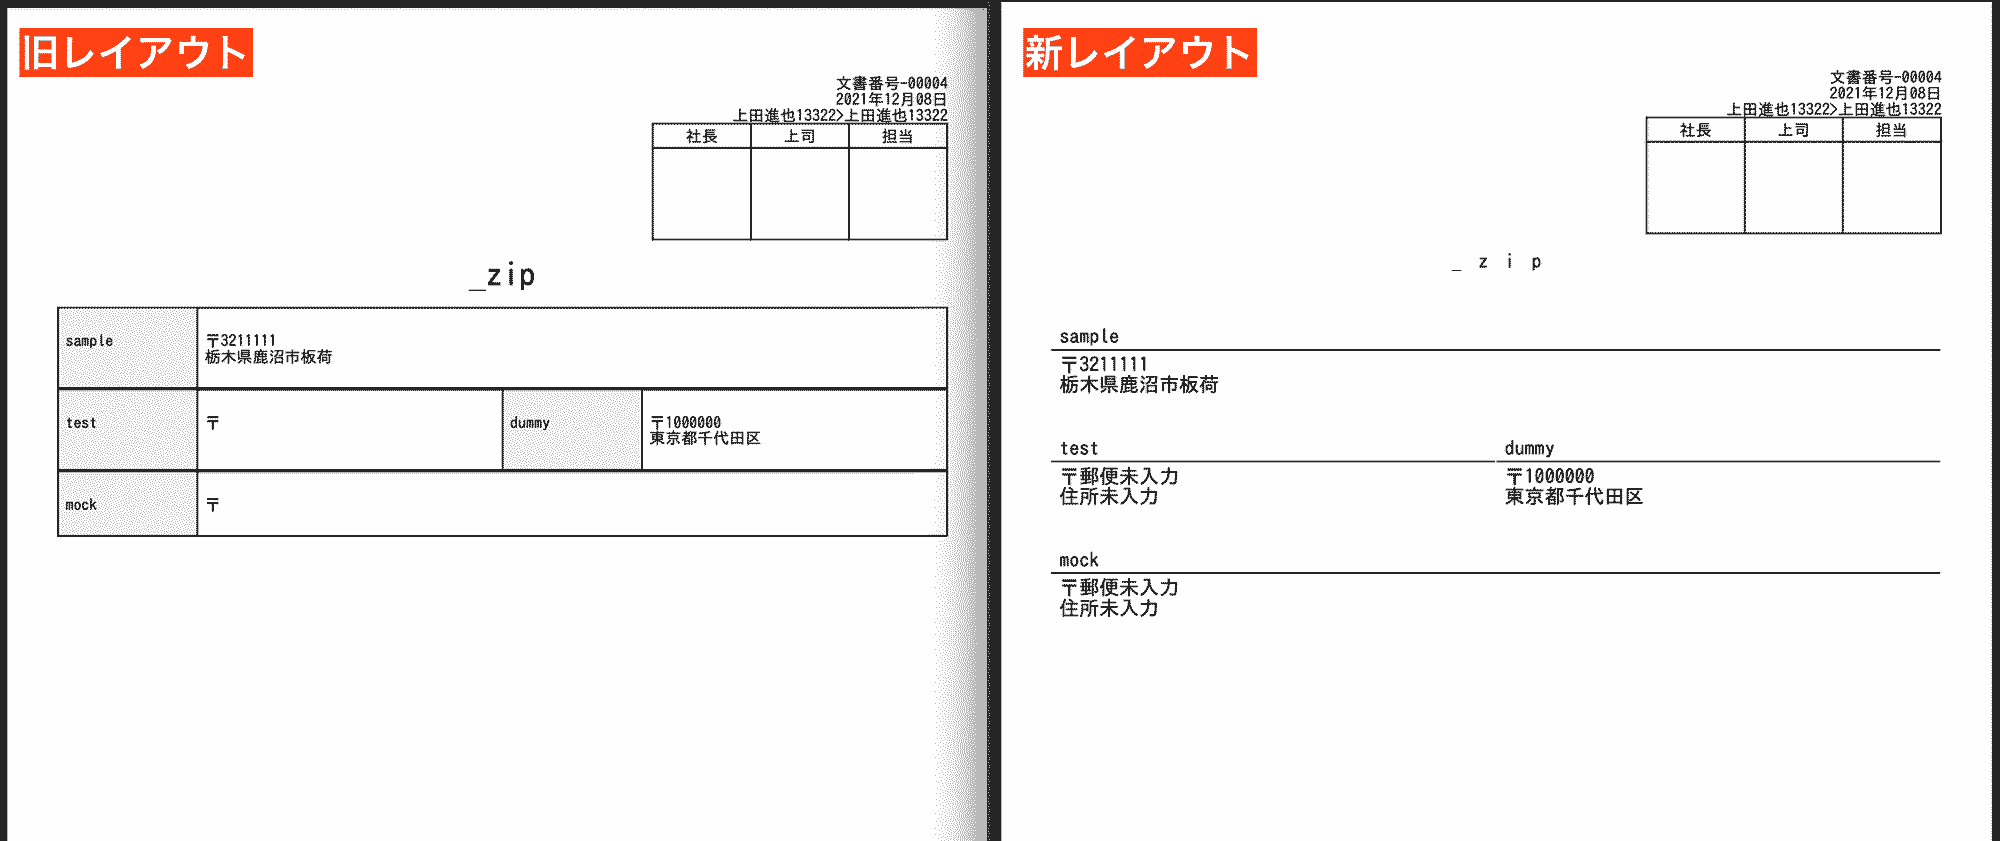 旧レイアウト
文書番号-00004
2021年12月08日
上田進也13322>上田進也13322
社長 上司 担当
_zip
sample 〒3211111
栃木県鹿沼市板荷
test 〒 dummy 〒1000000
東京都千代田区
mock 〒
新レイアウト
文書番号-00004
2021年12月08日
上田進也13322>上田進也13322
社長 上司 担当
_ z i p
sample
〒3211111
栃木県鹿沼市板荷
test
〒郵便未入力
住所未入力
dummy
〒1000000
東京都千代田区
mock
〒郵便未入力
住所未入力